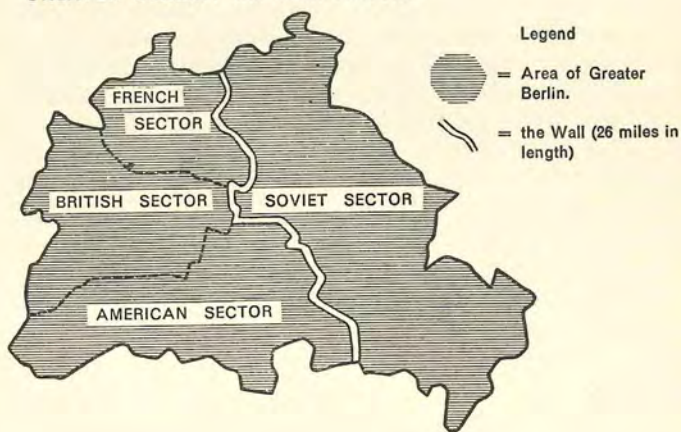 Legend
= Area of Greater
Berlin.
= the Wall (26 miles in
length)
FRENCH
SECTOR
BRITISH SECTOR
SOVIET SECTOR
AMERICAN SECTOR